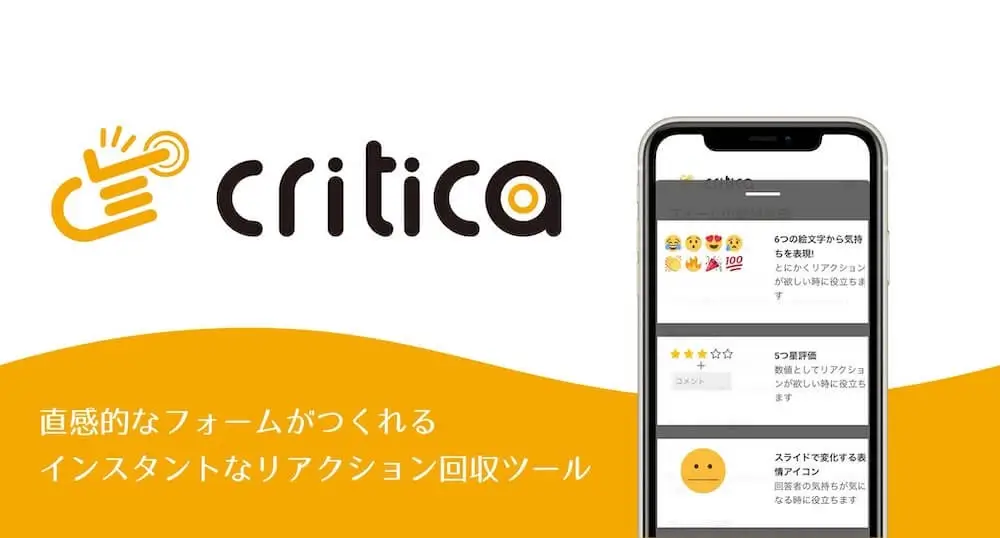 critica
直感的なフォームがつくれる
インスタントなリアクション回収ツール
critica
6つの絵文字から気持
ちを表現!
とにかくリアクション
が欲しい時に役立ちま
す
100
5つ星評価
数値としてリアクショ
ンが欲しい時に役立ち
ます
コメント
スライドで変化する表
情アイコン
回答者の気持ちが気に
なる時に役立ちます